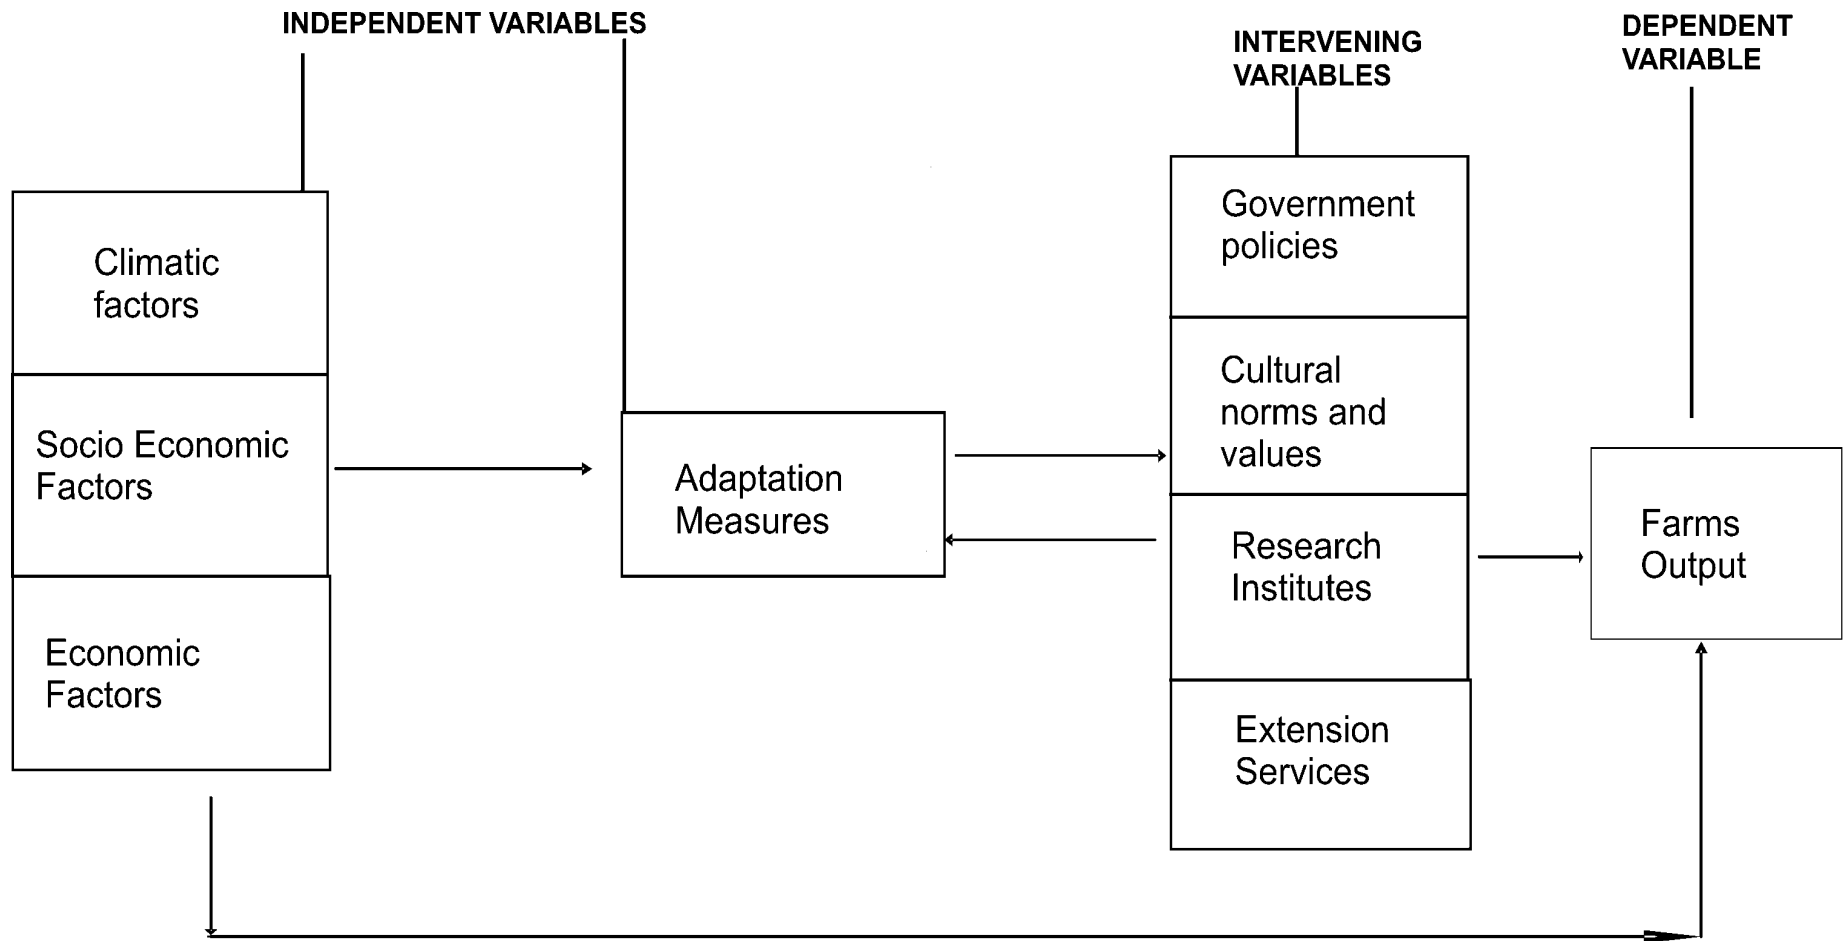 INDEPENDENT VARIABLES
INTERVENING
VARIABLES
DEPENDENT
VARIABLE
Climatic
factors
Socio Economic
Factors
Economic
Factors
Adaptation
Measures
Government
policies
Cultural
norms and
values
Research
Institutes
Extension
Services
Farms
Output